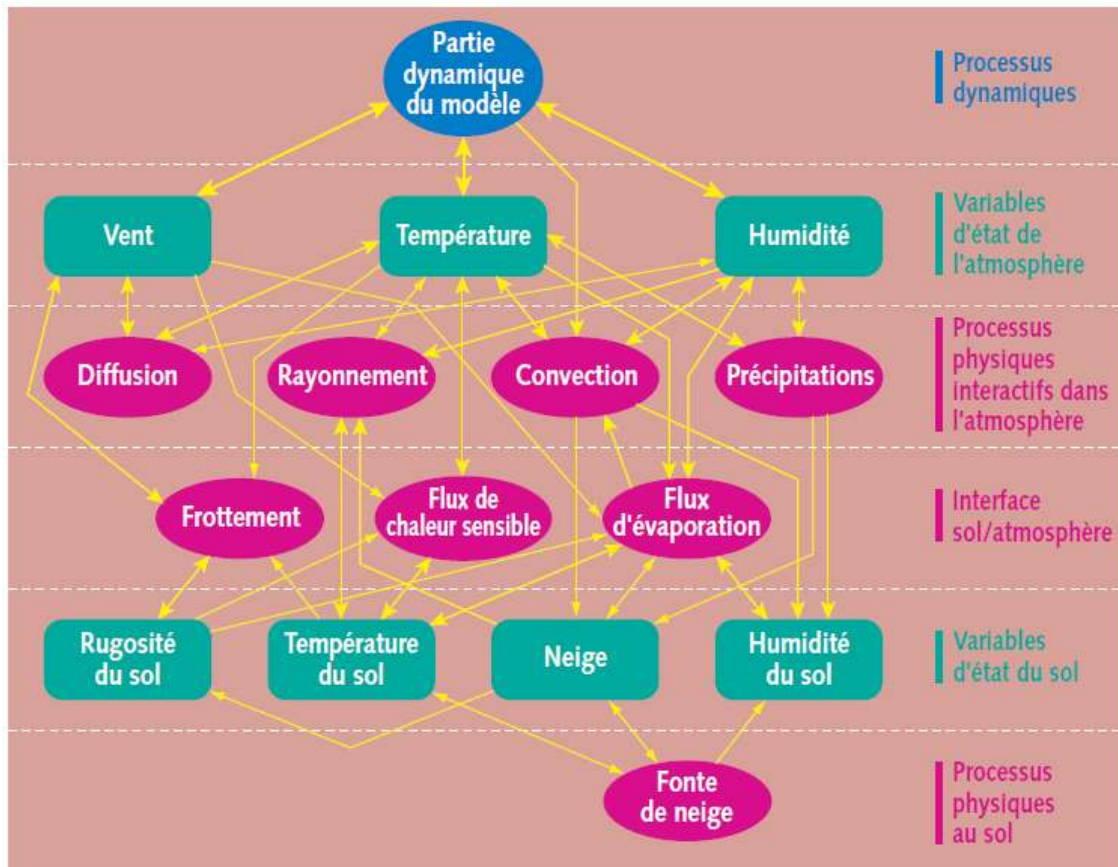 Partie
dynamique
du modèle
Processus
dynamiques
Vent
Température
Humidité
Variables
d'état de
l'atmosphère
Diffusion
Rayonnement
Convection
Précipitations
Processus
physiques
interactifs dans
l'atmosphère
Frottement
Flux de
chaleur sensible
Flux
d'évaporation
Interface
sol/atmosphère
Rugosité
du sol
Température
du sol
Neige
Humidité
du sol
Variables
d'état du sol
Fonte
de neige
Processus
physiques
au sol